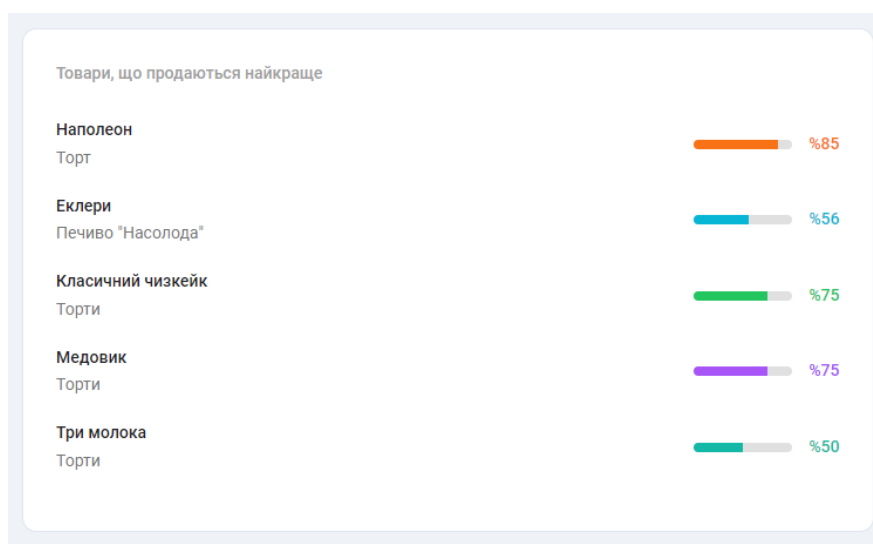 Товари, що продаються найкраще
Наполеон
Торт
%85
Еклери
Печиво "Насолода"
%56
Класичний чизкейк
Торти
%75
Медовик
Торти
%75
Три молока
Торти
%50